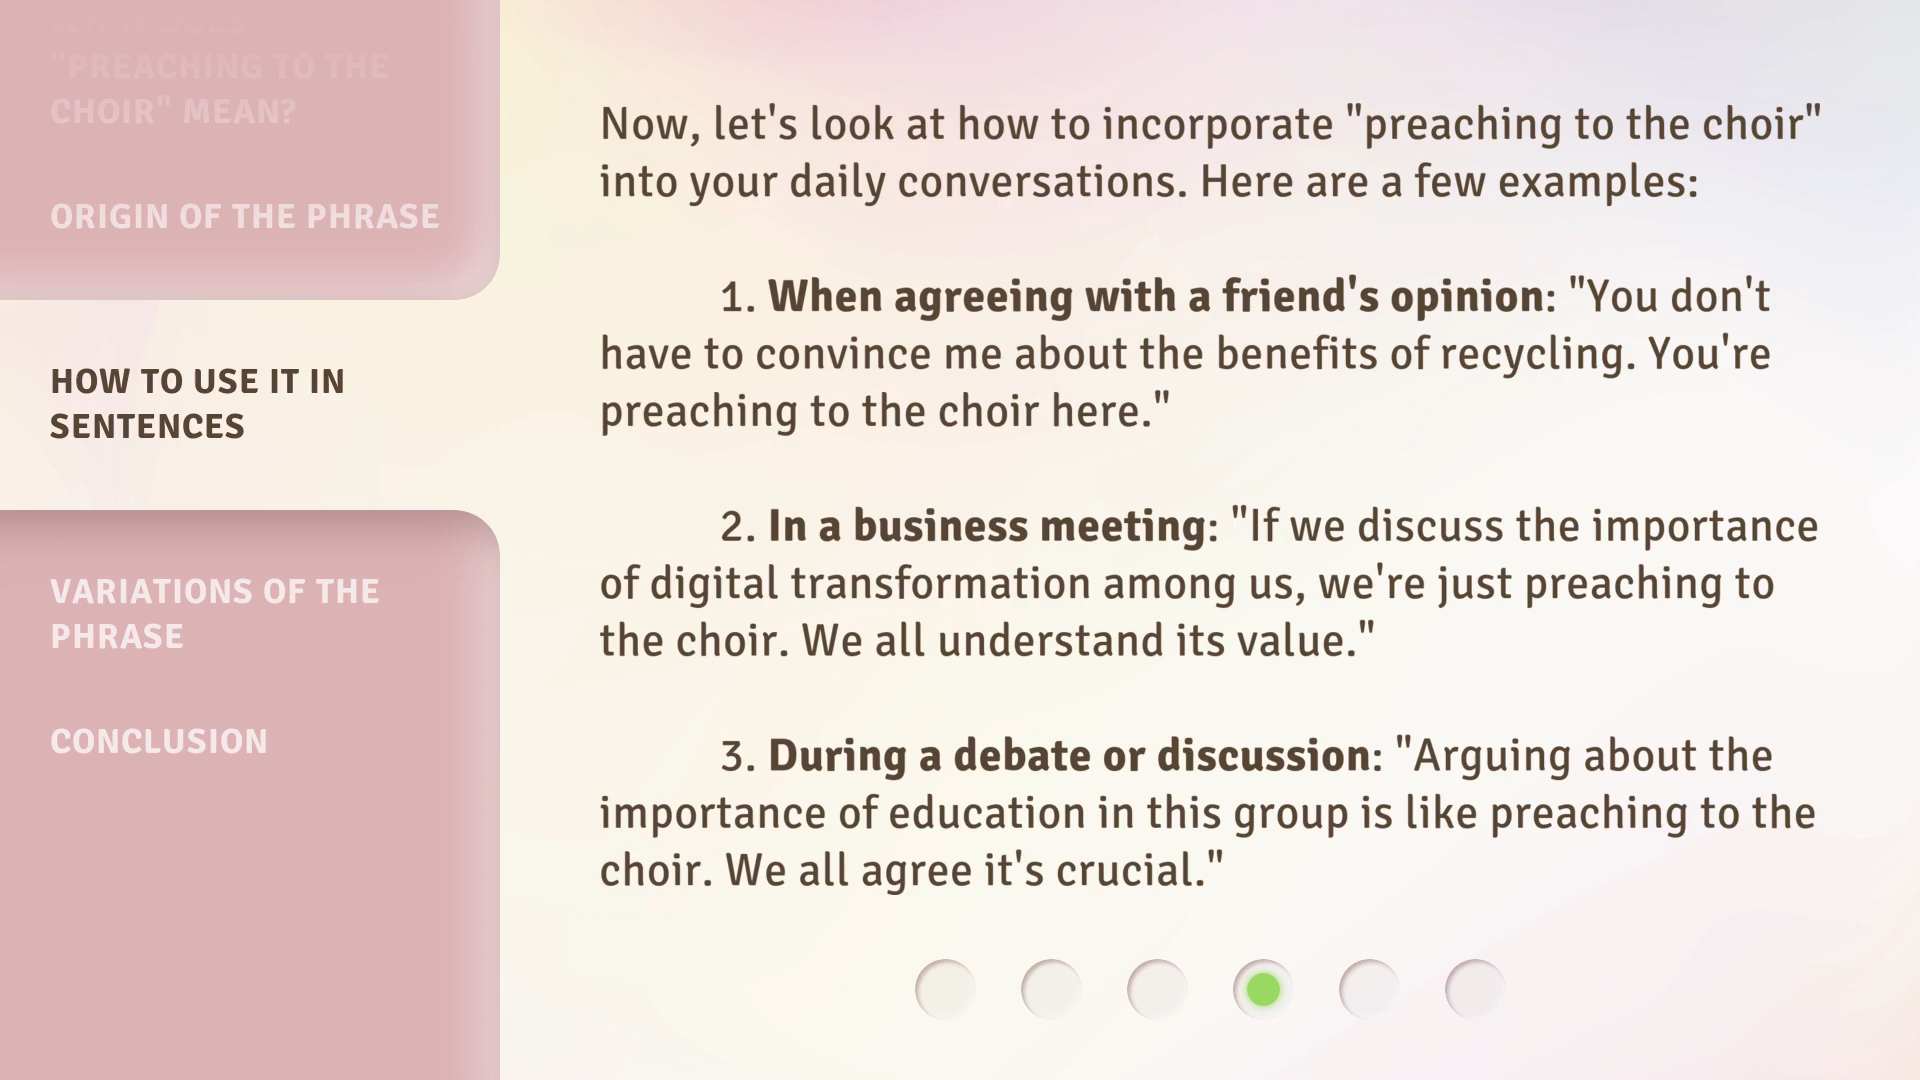 WHAT DOES
"PREACHING TO THE
CHOIR" MEAN?
ORIGIN OF THE PHRASE
HOW TO USE IT IN
SENTENCES
VARIATIONS OF THE
PHRASE
CONCLUSION
Now, let's look at how to incorporate "preaching to the choir"
into your daily conversations. Here are a few examples:
1. When agreeing with a friend's opinion: "You don't
have to convince me about the benefits of recycling. You're
preaching to the choir here."
2. In a business meeting: "If we discuss the importance
of digital transformation among us, we're just preaching to
the choir. We all understand its value."
3. During a debate or discussion: "Arguing about the
importance of education in this group is like preaching to the
choir. We all agree it's crucial."